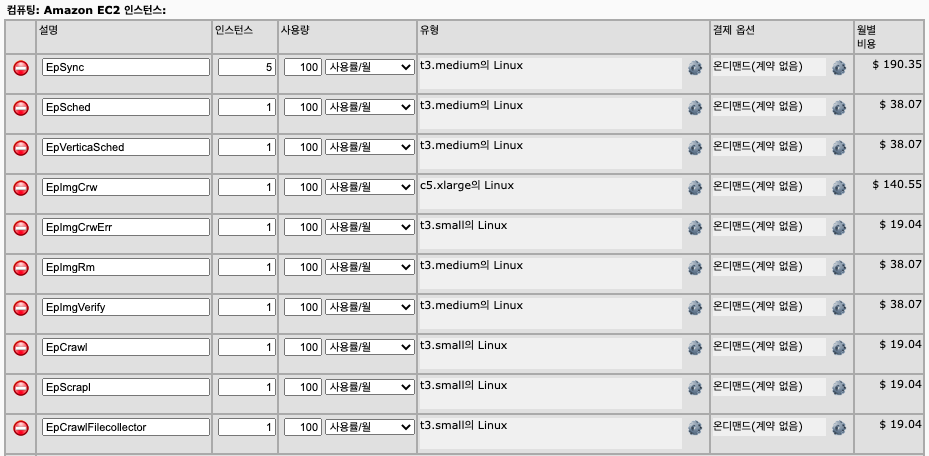 컴퓨팅: Amazon EC2 인스턴스:
설명 인스턴스 사용량 유형 결제 옵션 월별 비용
EpSync 5 100 사용률/월 t3.medium의 Linux 온디맨드(계약 없음) $ 190.35
EpSched 1 100 사용률/월 t3.medium의 Linux 온디맨드(계약 없음) $ 38.07
EpVerticaSched 1 100 사용률/월 t3.medium의 Linux 온디맨드(계약 없음) $ 38.07
EpImgCrw 1 100 사용률/월 c5.xlarge의 Linux 온디맨드(계약 없음) $ 140.55
EpImgCrwErr 1 100 사용률/월 t3.small의 Linux 온디맨드(계약 없음) $ 19.04
EpImgRm 1 100 사용률/월 t3.medium의 Linux 온디맨드(계약 없음) $ 38.07
EpImgVerify 1 100 사용률/월 t3.medium의 Linux 온디맨드(계약 없음) $ 38.07
EpCrawl 1 100 사용률/월 t3.small의 Linux 온디맨드(계약 없음) $ 19.04
EpScrapl 1 100 사용률/월 t3.small의 Linux 온디맨드(계약 없음) $ 19.04
EpCrawlFilecollector 1 100 사용률/월 t3.small의 Linux 온디맨드(계약 없음) $ 19.04